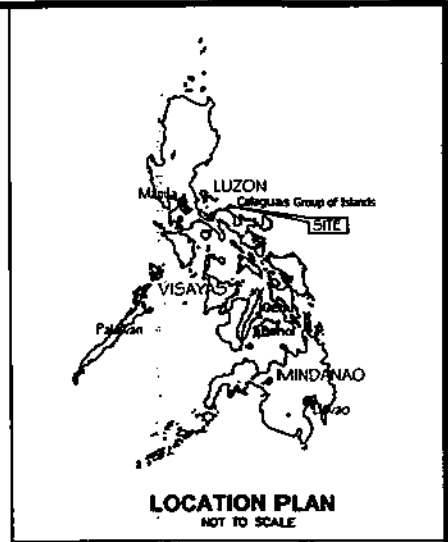 LUZON
Manila
Calaguas Group of Islands
SITE
VISAYAS
Palawan
Bohol
MINDANAO
Davao
LOCATION PLAN
NOT TO SCALE